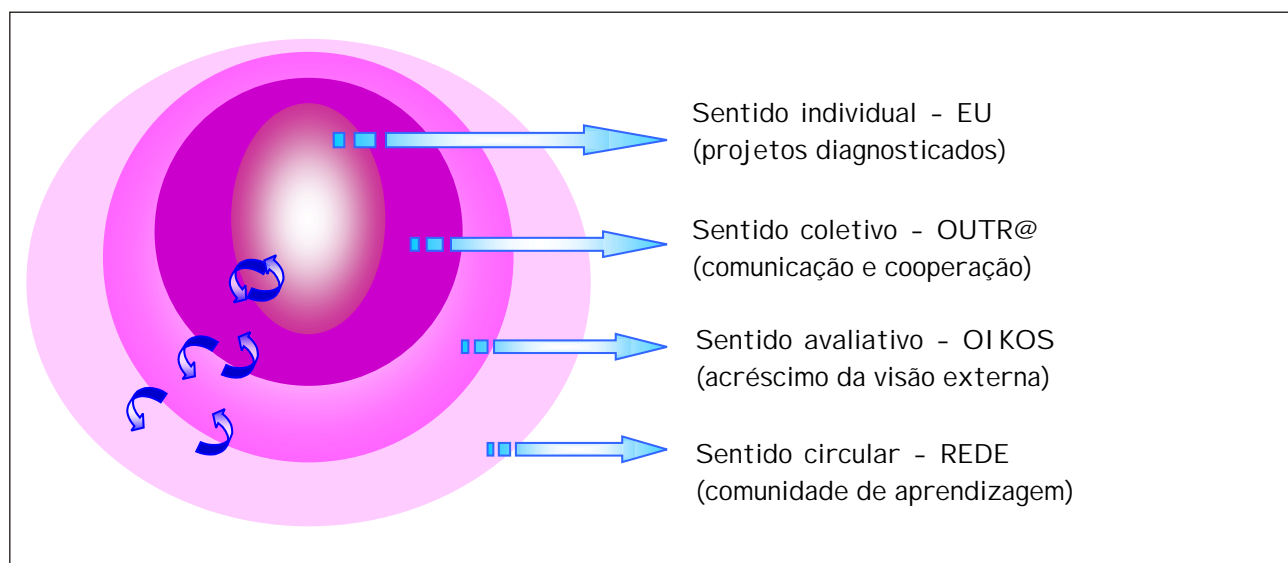 Sentido individual - EU
(projetos diagnosticados)
Sentido coletivo - OUTR@
(comunicação e cooperação)
Sentido avaliativo - OIKOS
(acréscimo da visão externa)
Sentido circular - REDE
(comunidade de aprendizagem)